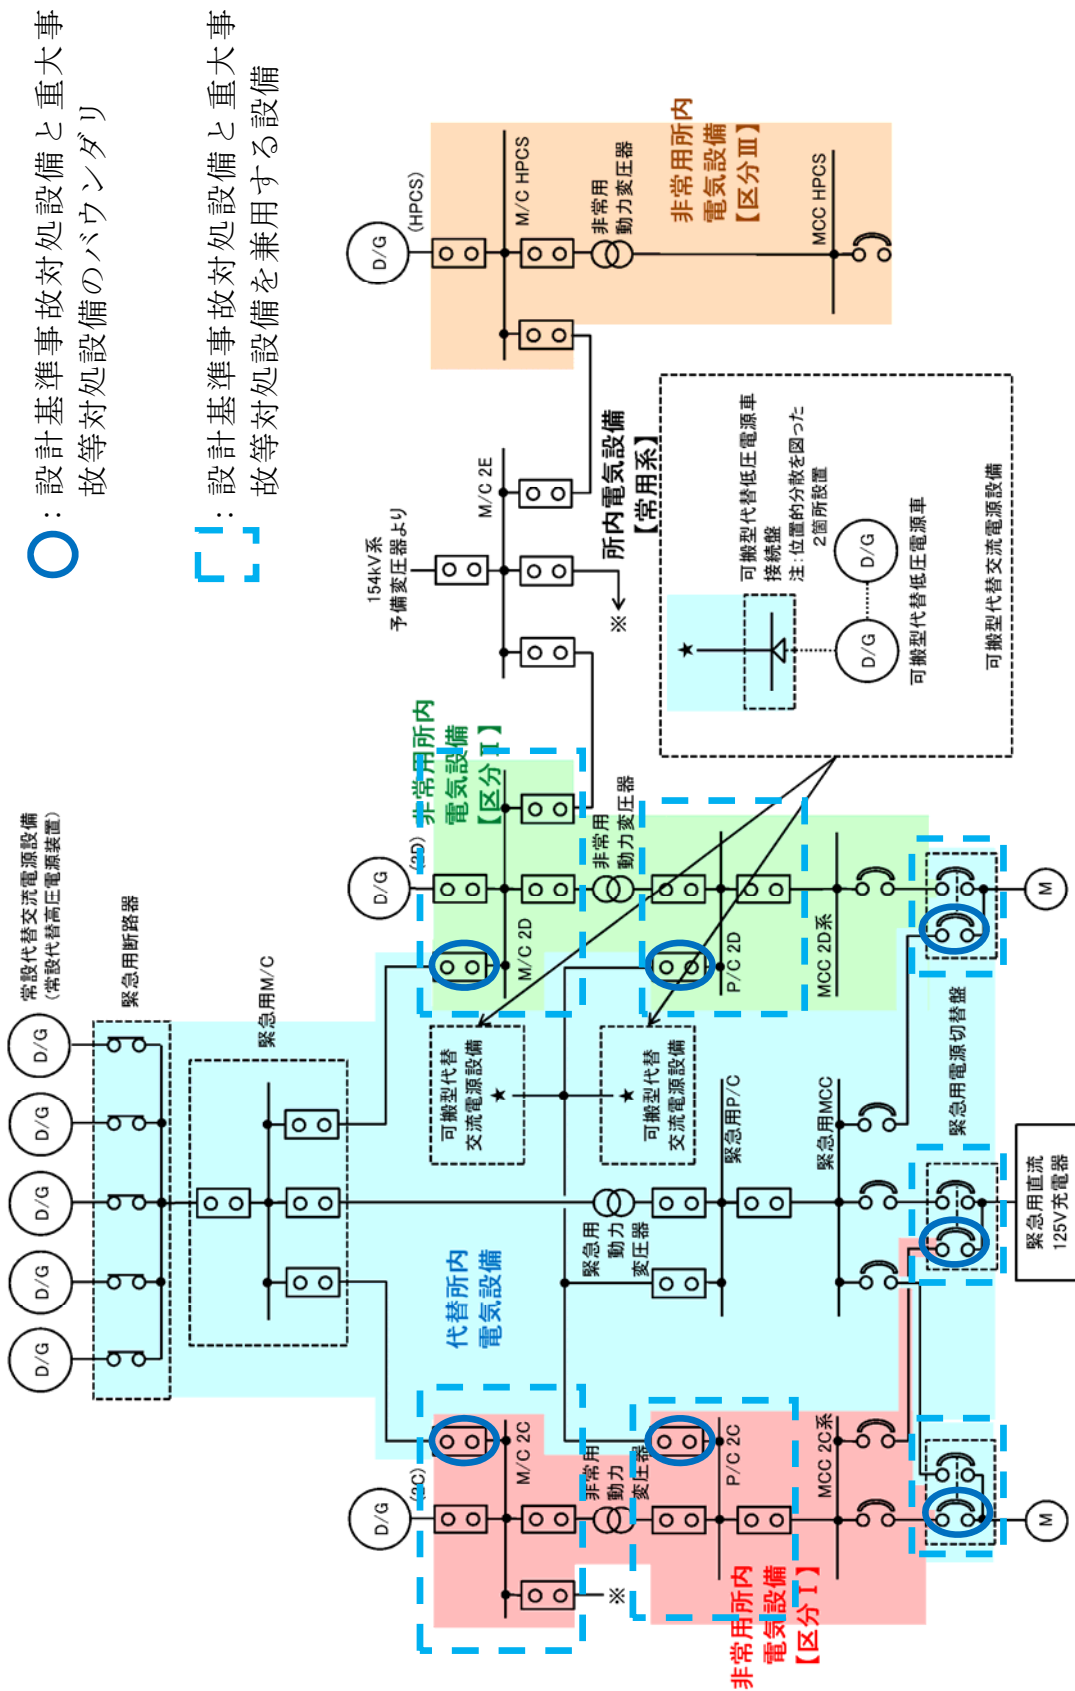 ○：設計基準事故対処設備と重大事
故等対処設備のバウンダリ
：設計基準事故対処設備と重大事
故等対処設備を兼用する設備
常設代替交流電源設備
(常設代替高圧電源装置)
D/G
D/G
D/G
D/G
D/G
緊急用断路器
緊急用M/C
154kV系
予備変圧器より
M/C 2E
※
所内電気設備
【常用系】
D/G
(2C)
M/C 2C
※
非常用
動力
変圧器
P/C 2C
MCC 2C系
非常用所内
電気設備
【区分Ⅰ】
M
代替所内
電気設備
可搬型代替
交流電源設備
★
★
可搬型代替
交流電源設備
緊急用
動力
変圧器
緊急用P/C
緊急用MCC
緊急用電源切替盤
緊急用直流
125V充電器
D/G
(2D)
非常用所内
電気設備
【区分Ⅱ】
M/C 2D
非常用
動力変圧器
P/C 2D
MCC 2D系
M
D/G
(HPCS)
M/C HPCS
非常用
動力変圧器
非常用所内
電気設備
【区分Ⅲ】
MCC HPCS
★
可搬型代替低圧電源車
接続盤
注：位置的分散を図った
2箇所設置
D/G
D/G
可搬型代替低圧電源車
可搬型代替交流電源設備